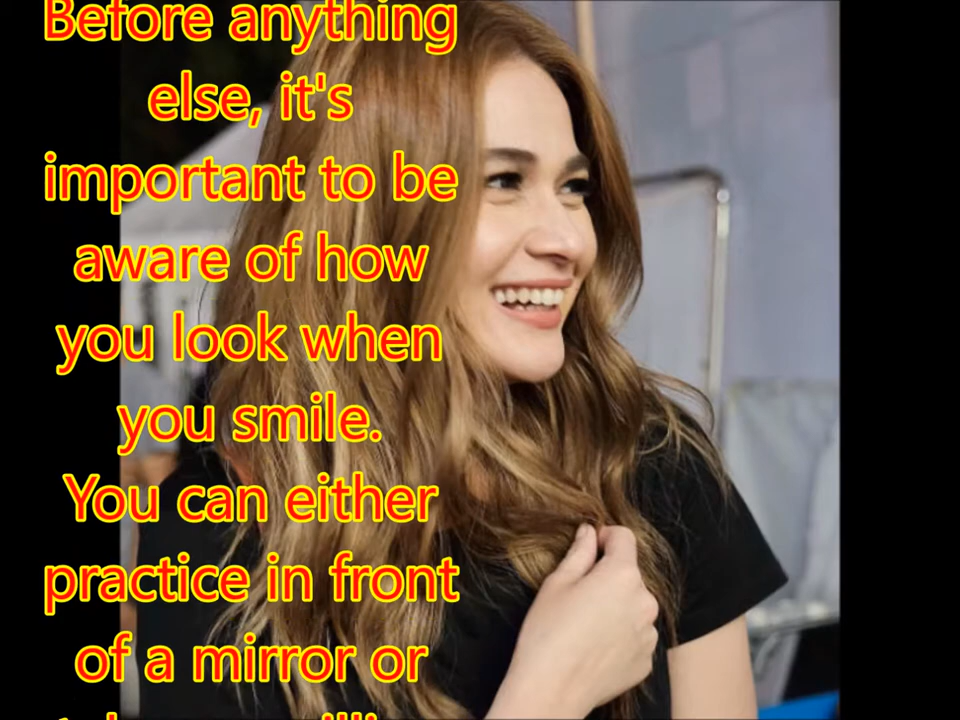 Before anything
else, it's
important to be
aware of how
you look when
you smile.
You can either
practice in front
of a mirror or